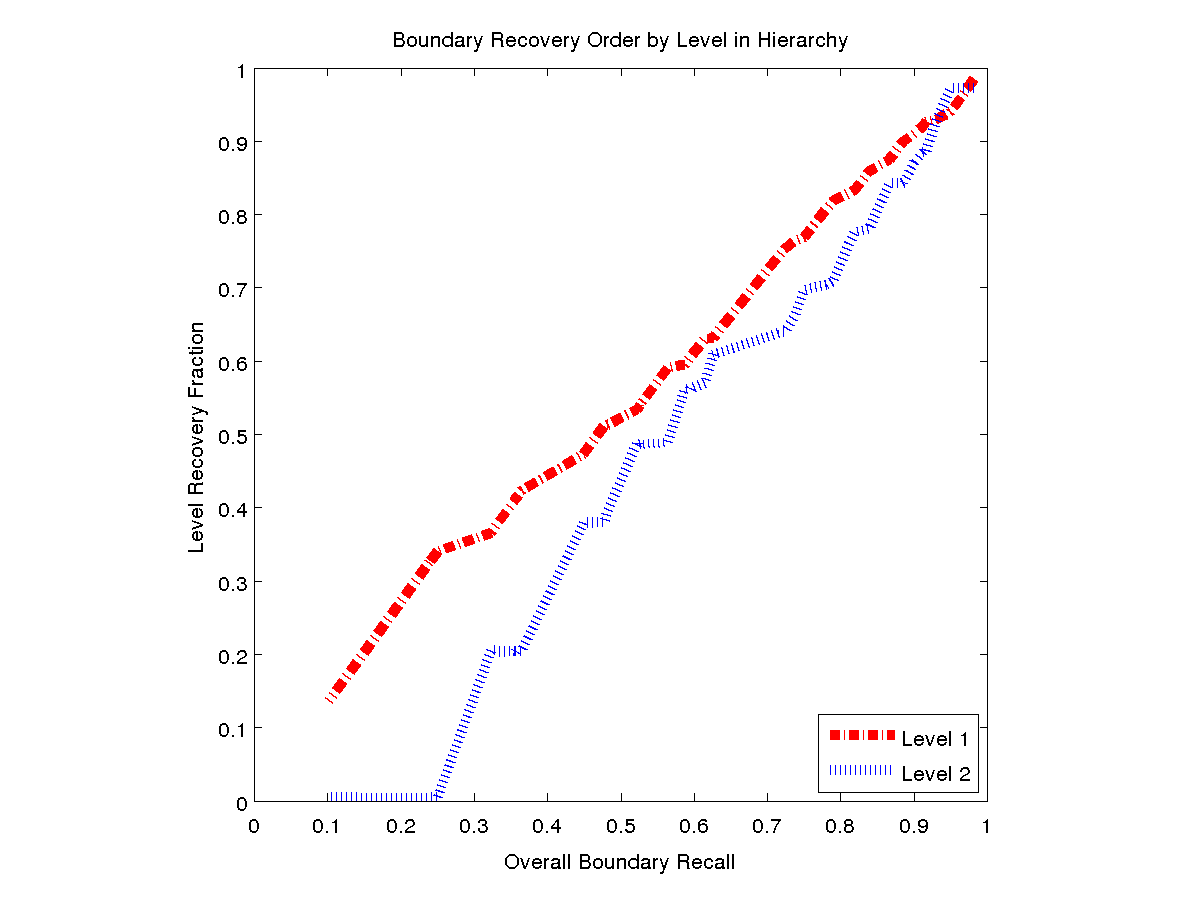 Boundary Recovery Order by Level in Hierarchy
1
0.9
0.8
0.7
0.6
0.5
0.4
0.3
0.2
0.1
0
Level Recovery Fraction
Level 1
Level 2
0 0.1 0.2 0.3 0.4 0.5 0.6 0.7 0.8 0.9 1
Overall Boundary Recall